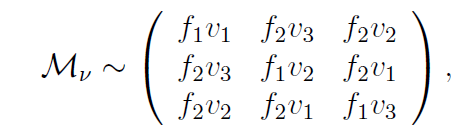 f₁v₁ f₂v₃ f₂v₂
ℳ_ν ∼ ( f₂v₃ f₁v₂ f₂v₁ ) ,
f₂v₂ f₂v₁ f₁v₃